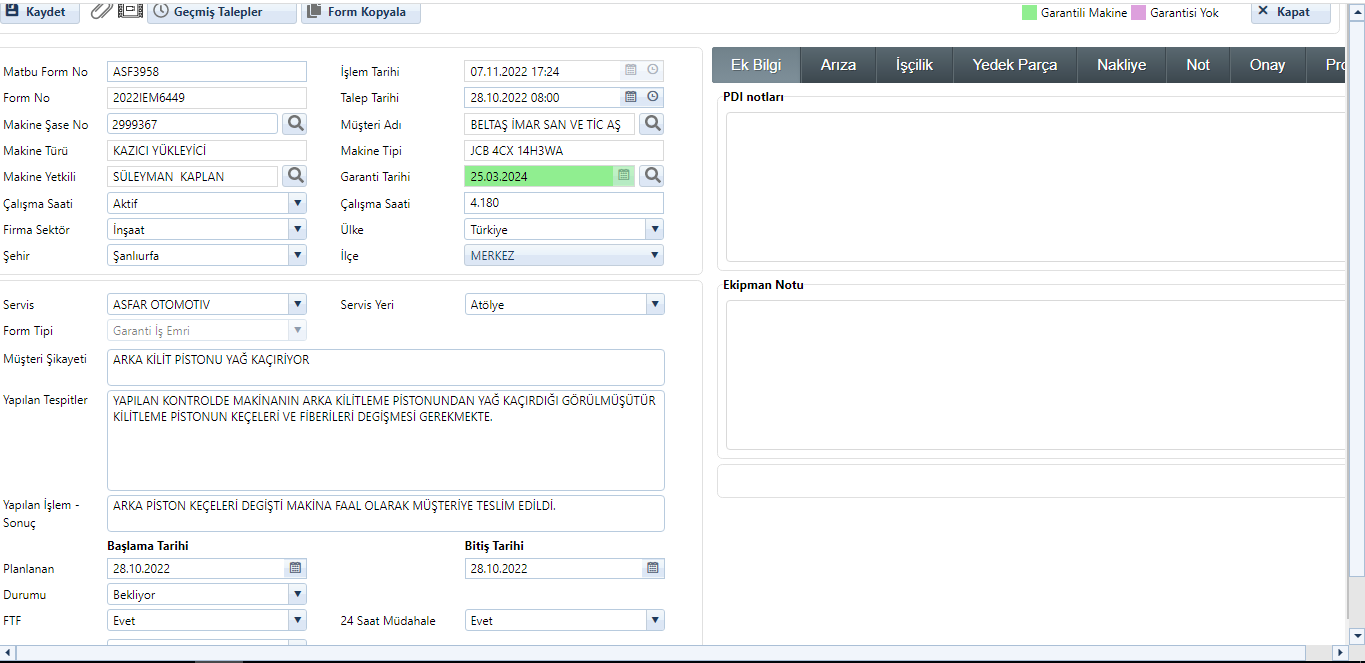 Kaydet Geçmiş Talepler Form Kopyala Garantili Makine Garantisi Yok Kapat
Matbu Form No ASF3958 İşlem Tarihi 07.11.2022 17:24
Form No 2022IEM6449 Talep Tarihi 28.10.2022 08:00
Makine Şase No 2999367 Müşteri Adı BELTAŞ İMAR SAN VE TİC AŞ
Makine Türü KAZICI YÜKLEYİCİ Makine Tipi JCB 4CX 14H3WA
Makine Yetkili SÜLEYMAN KAPLAN Garanti Tarihi 25.03.2024
Çalışma Saati Aktif Çalışma Saati 4.180
Firma Sektör İnşaat Ülke Türkiye
Şehir Şanlıurfa İlçe MERKEZ
Servis ASFAR OTOMOTIV Servis Yeri Atölye
Form Tipi Garanti İş Emri
Müşteri Şikayeti ARKA KİLİT PİSTONU YAĞ KAÇIRIYOR
Yapılan Tespitler YAPILAN KONTROLDE MAKİNANIN ARKA KİLİTLEME PİSTONUNDAN YAĞ KAÇIRDIĞI GÖRÜLMÜŞÜTÜR
KİLİTLEME PİSTONUN KEÇELERİ VE FİBERİLERİ DEGİŞMESİ GEREKMEKTE.
Yapılan İşlem - ARKA PİSTON KEÇELERİ DEGİŞTİ MAKİNA FAAL OLARAK MÜŞTERİYE TESLİM EDİLDİ.
Sonuç
Başlama Tarihi Bitiş Tarihi
Planlanan 28.10.2022 28.10.2022
Durumu Bekliyor
FTF Evet 24 Saat Müdahale Evet
Ek Bilgi Arıza İşçilik Yedek Parça Nakliye Not Onay Pro
PDI notları
Ekipman Notu